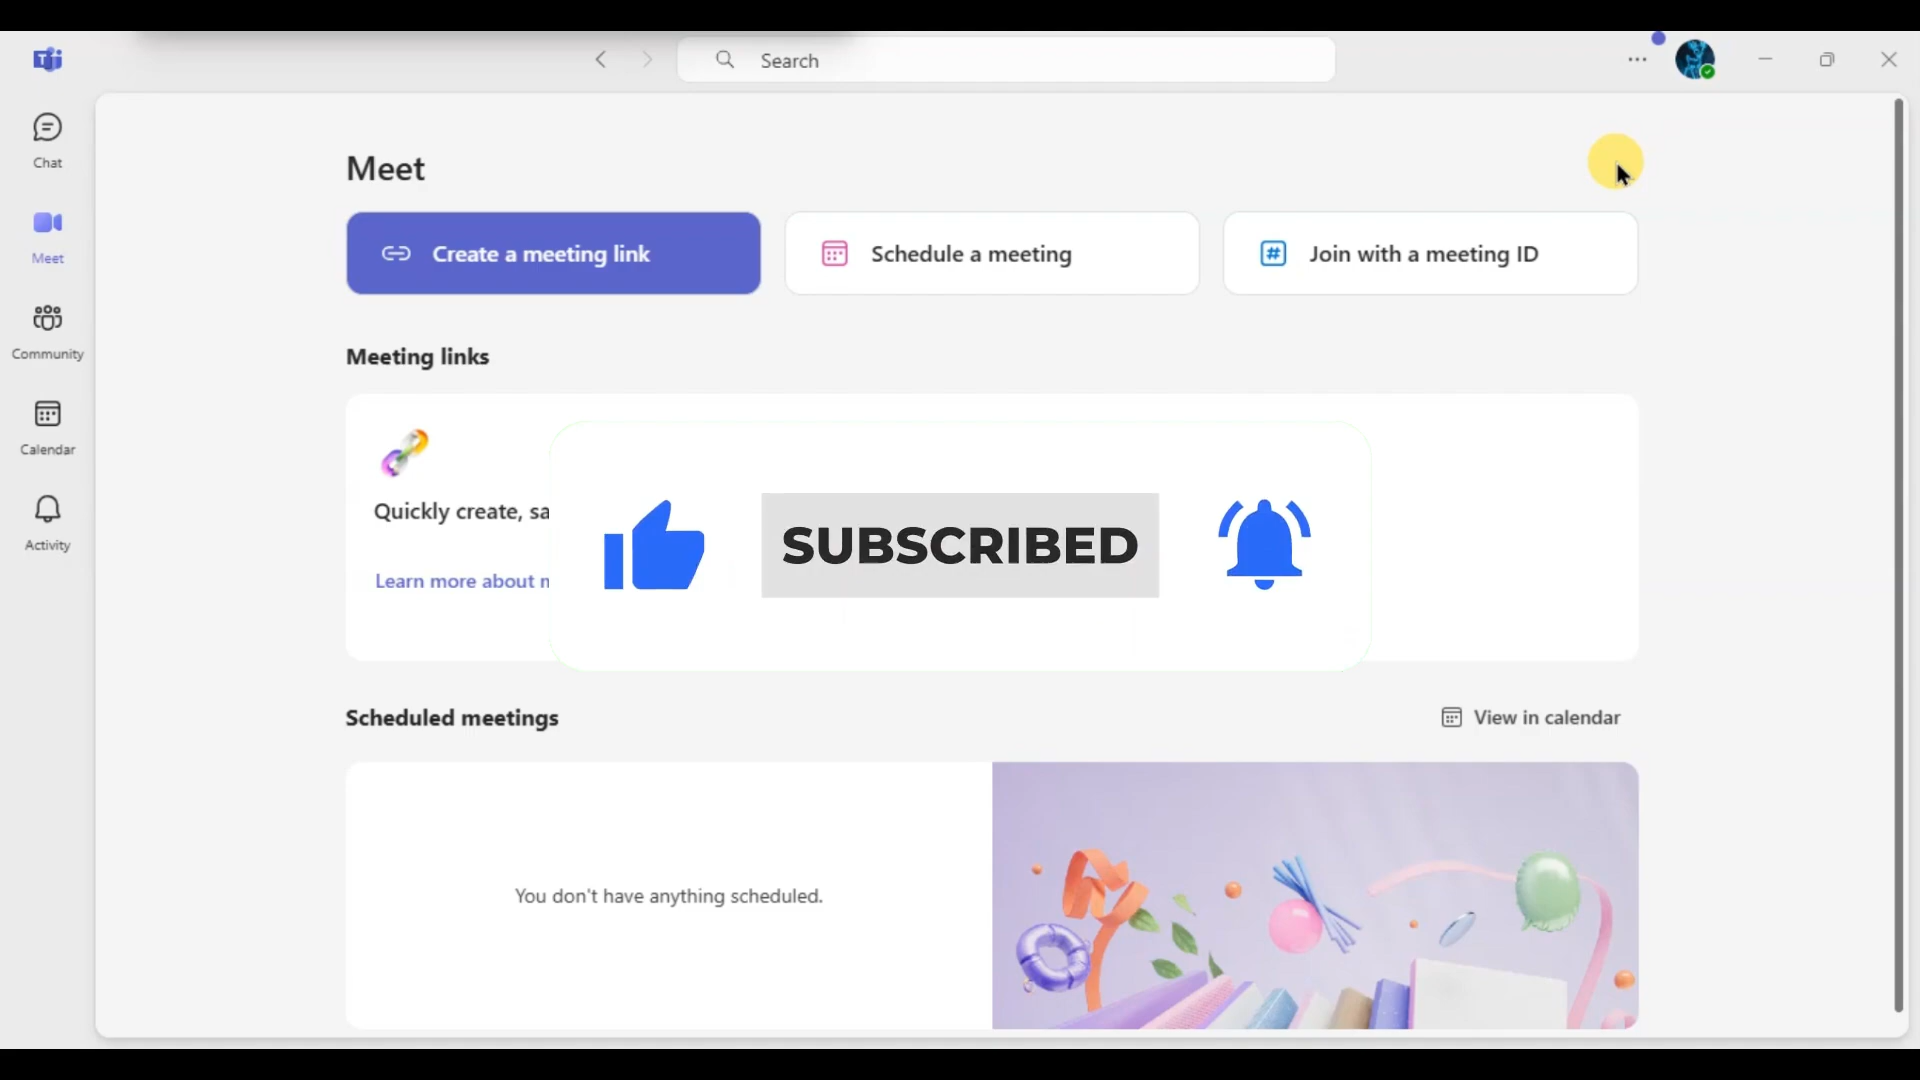 Search
Chat
Meet
Community
Calendar
Activity
Meet
Create a meeting link
Schedule a meeting
Join with a meeting ID
Meeting links
Quickly create, sa
Learn more about
SUBSCRIBED
Scheduled meetings
View in calendar
You don't have anything scheduled.